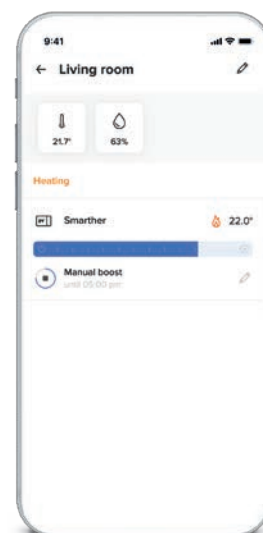 9:41
Living room
21.7°
63%
Heating
Smarther
22.0°
Manual boost
until 05:00 pm